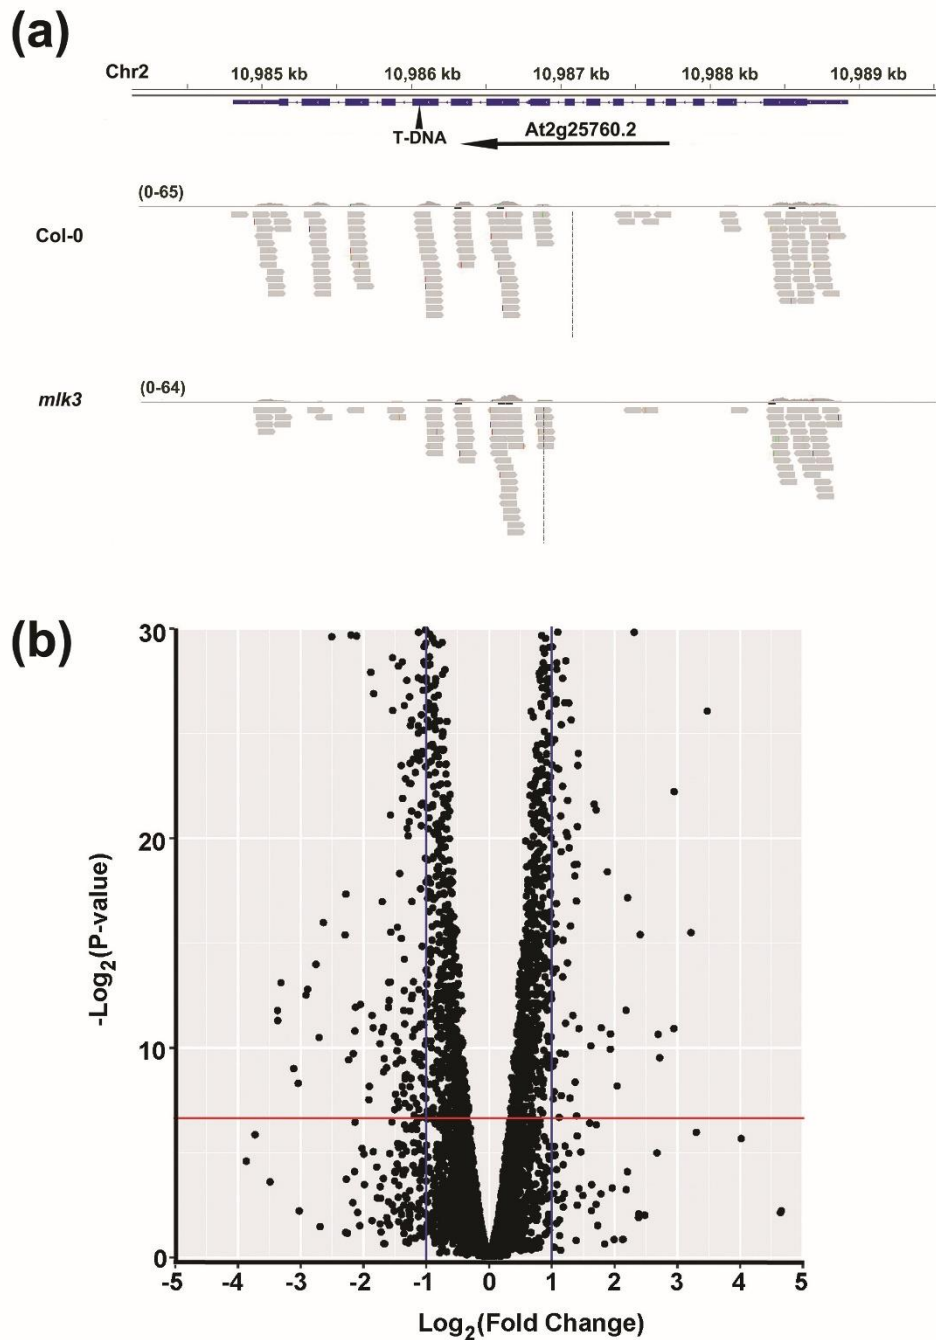 (a)
Chr2 10,985 kb 10,986 kb 10,987 kb 10,988 kb 10,989 kb
T-DNA
At2g25760.2
(0-65)
Col-0
(0-64)
mlk3
(b)
30
20
10
0
-Log2(P-value)
-5 -4 -3 -2 -1 0 1 2 3 4 5
Log2(Fold Change)